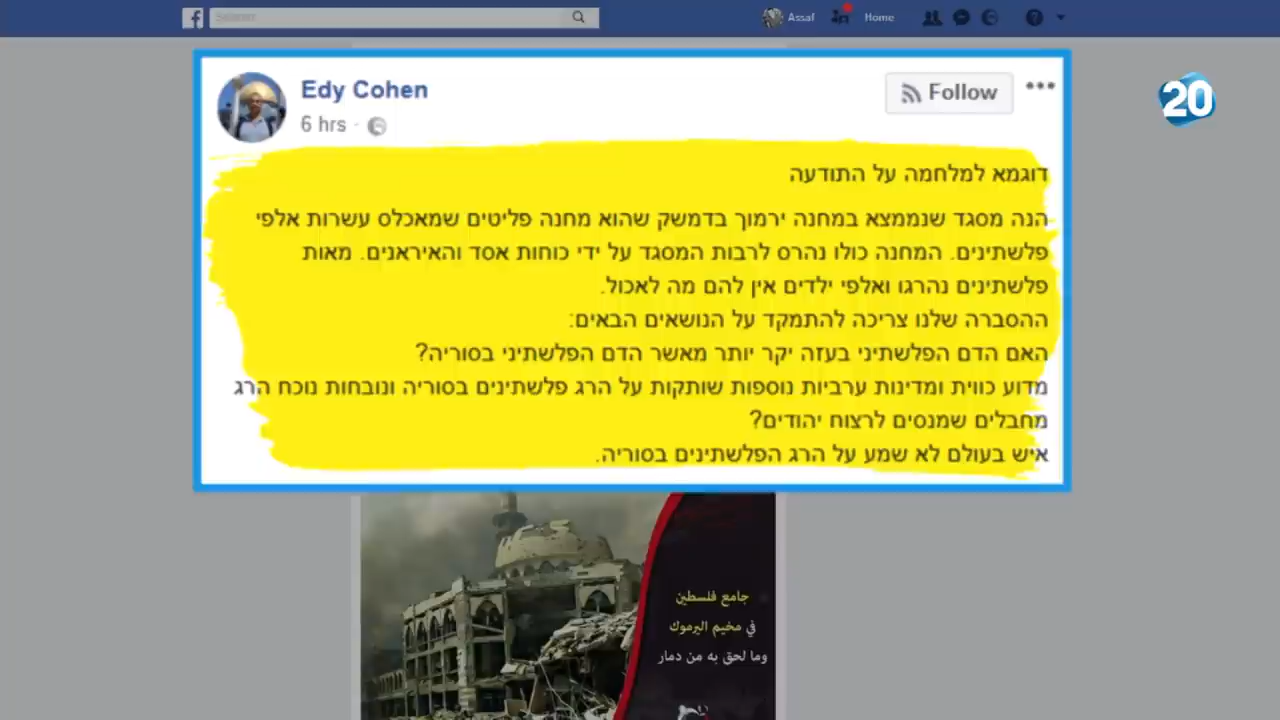 Assaf
Home
20
Edy Cohen
Follow
6 hrs
דוגמא למלחמה על התודעה
הנה מסגד שנממצא במחנה ירמוך בדמשק שהוא מחנה פליטים שמאכלס עשרות אלפי
פלשתינים. המחנה כולו נהרס לרבות המסגד על ידי כוחות אסד והאיראנים. מאות
פלשתינים נהרגו ואלפי ילדים אין להם מה לאכול.
ההסברה שלנו צריכה להתמקד על הנושאים הבאים:
האם הדם הפלשתיני בעזה יקר יותר מאשר הדם הפלשתיני בסוריה?
מדוע כווית ומדינות ערביות נוספות שותקות על הרג פלשתינים בסוריה ונובחות נוכח הרג
מחבלים שמנסים לרצוח יהודים?
איש בעולם לא שמע על הרג הפלשתינים בסוריה.
جامع فلسطين
في مخيم اليرموك
وما لحق به من دمار